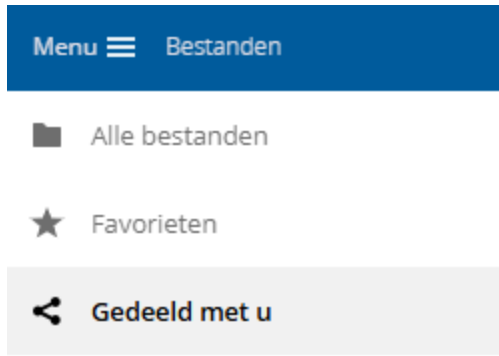 Menu Bestanden
Alle bestanden
Favorieten
Gedeeld met u